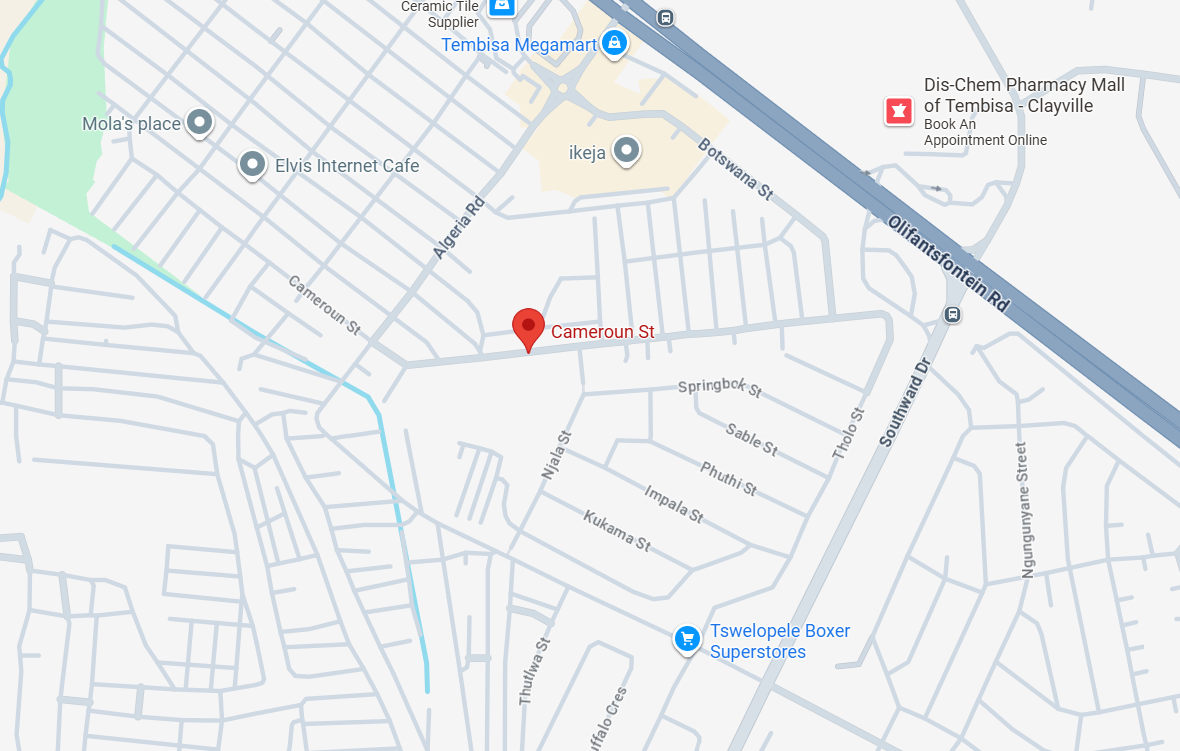 Ceramic Tile
Supplier
Tembisa Megamart
Dis-Chem Pharmacy Mall
of Tembisa - Clayville
Book An
Appointment Online
Mola's place
ikeja
Elvis Internet Cafe
Botswana St
Algeria Rd
Olifantsfontein Rd
Cameroun St
Cameroun St
Springbok St
Southward Dr
Tholo St
Sable St
Njala St
Phuthi St
Impala St
Ngungunyane Street
Kukama St
Tswelopele Boxer
Superstores
Thutlwa St
uffalo Cres